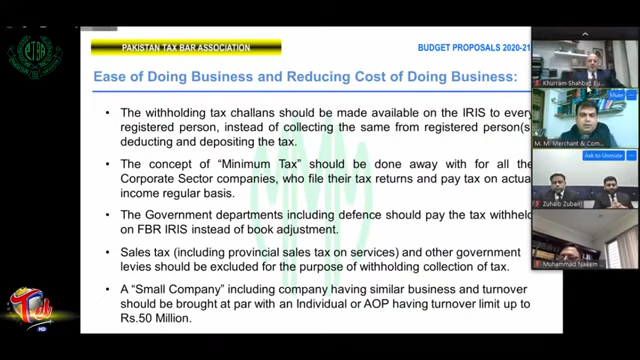 PTBA
PAKISTAN TAX BAR ASSOCIATION
BUDGET PROPOSALS 2020-21
Ease of Doing Business and Reducing Cost of Doing Business:
• The withholding tax challans should be made available on the IRIS to every
registered person, instead of collecting the same from registered person(s
deducting and depositing the tax.
• The concept of “Minimum Tax” should be done away with for all the
Corporate Sector companies, who file their tax returns and pay tax on actua
income regular basis.
• The Government departments including defence should pay the tax withheld
on FBR IRIS instead of book adjustment.
• Sales tax (including provincial sales tax on services) and other government
levies should be excluded for the purpose of withholding collection of tax.
• A “Small Company” including company having similar business and turnover
should be brought at par with an Individual or AOP having turnover limit up to
Rs.50 Million.
Khurram Shahbaz Bu
Mute
M. M. Merchant & Com
Ask to Unmute
Zuhaib Zubairi
Muhammad Naeem
HD